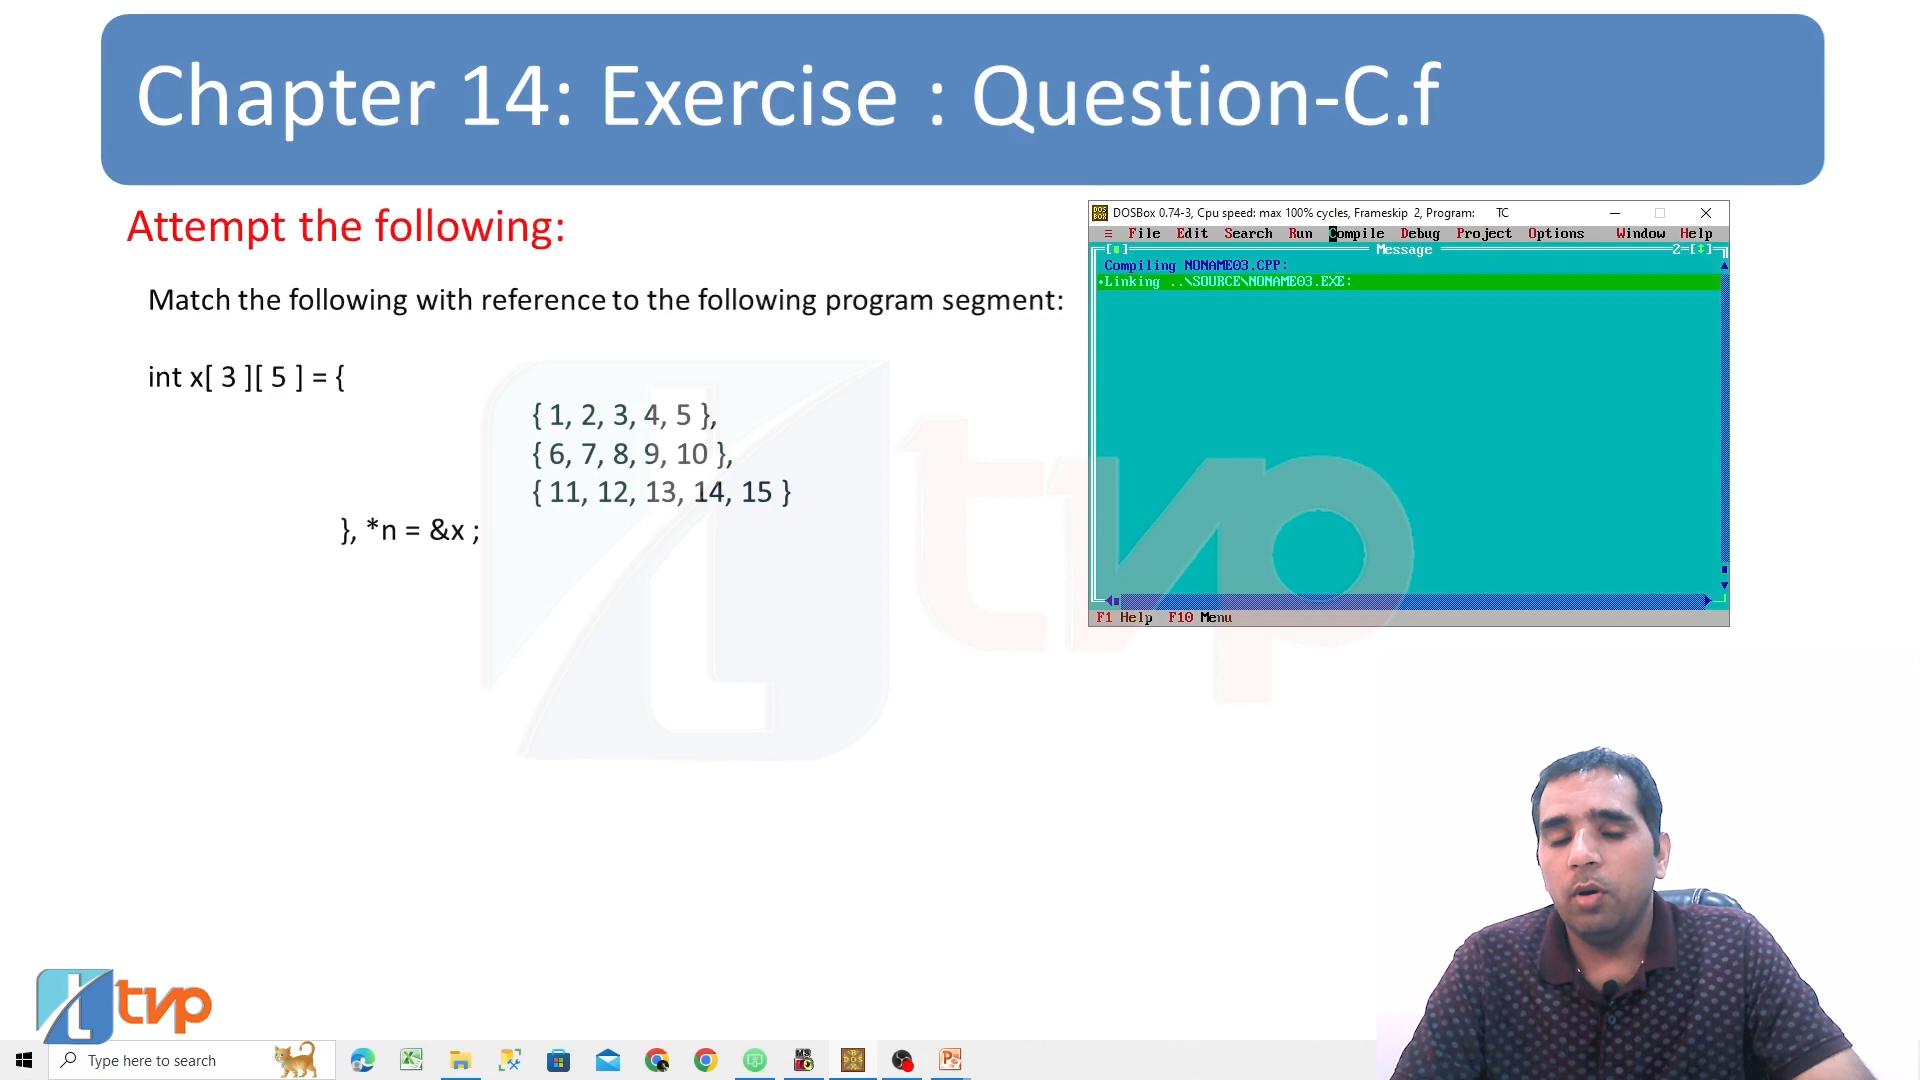 Chapter 14: Exercise : Question-C.f
Attempt the following:
Match the following with reference to the following program segment:
int x[ 3 ][ 5 ] = {
{ 1, 2, 3, 4, 5 },
{ 6, 7, 8, 9, 10 },
{ 11, 12, 13, 14, 15 }
}, *n = &x ;
DOSBox 0.74-3, Cpu speed: max 100% cycles, Frameskip 2, Program: TC
File Edit Search Run Compile Debug Project Options Window Help
Message 2
Compiling NONAME03.CPP:
Linking ..\SOURCE\NONAME03.EXE:
F1 Help F10 Menu
tvp
tvp
Type here to search